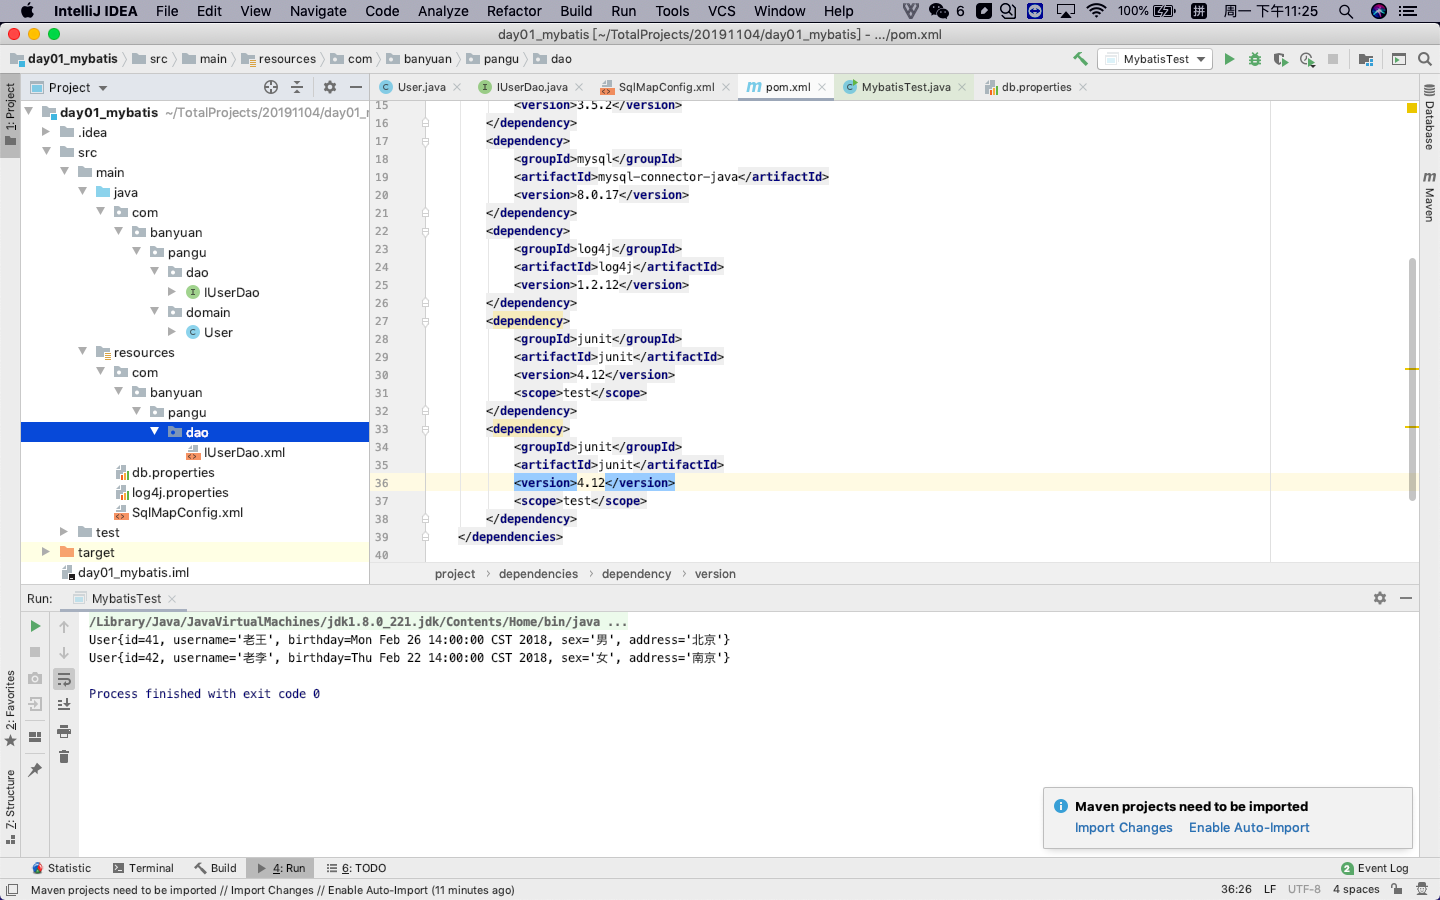 IntelliJ IDEA File Edit View Navigate Code Analyze Refactor Build Run Tools VCS Window Help 6 100% 拼 周一 下午11:25
day01_mybatis [~/TotalProjects/20191104/day01_mybatis] - .../pom.xml
day01_mybatis src main resources com banyuan pangu dao MybatisTest
Project
User.java IUserDao.java SqlMapConfig.xml pom.xml MybatisTest.java db.properties
1: Project
2: Favorites
7: Structure
Database
Maven
day01_mybatis ~/TotalProjects/20191104/day01_
.idea
src
main
java
com
banyuan
pangu
dao
IUserDao
domain
User
resources
com
banyuan
pangu
dao
IUserDao.xml
db.properties
log4j.properties
SqlMapConfig.xml
test
target
day01_mybatis.iml
15 <version>3.5.2</version>
16 </dependency>
17 <dependency>
18 <groupId>mysql</groupId>
19 <artifactId>mysql-connector-java</artifactId>
20 <version>8.0.17</version>
21 </dependency>
22 <dependency>
23 <groupId>log4j</groupId>
24 <artifactId>log4j</artifactId>
25 <version>1.2.12</version>
26 </dependency>
27 <dependency>
28 <groupId>junit</groupId>
29 <artifactId>junit</artifactId>
30 <version>4.12</version>
31 <scope>test</scope>
32 </dependency>
33 <dependency>
34 <groupId>junit</groupId>
35 <artifactId>junit</artifactId>
36 <version>4.12</version>
37 <scope>test</scope>
38 </dependency>
39 </dependencies>
40
project dependencies dependency version
Run: MybatisTest
/Library/Java/JavaVirtualMachines/jdk1.8.0_221.jdk/Contents/Home/bin/java ...
User{id=41, username='老王', birthday=Mon Feb 26 14:00:00 CST 2018, sex='男', address='北京'}
User{id=42, username='老李', birthday=Thu Feb 22 14:00:00 CST 2018, sex='女', address='南京'}
Process finished with exit code 0
Maven projects need to be imported
Import Changes Enable Auto-Import
Statistic Terminal Build 4: Run 6: TODO 2 Event Log
Maven projects need to be imported // Import Changes // Enable Auto-Import (11 minutes ago) 36:26 LF UTF-8 4 spaces